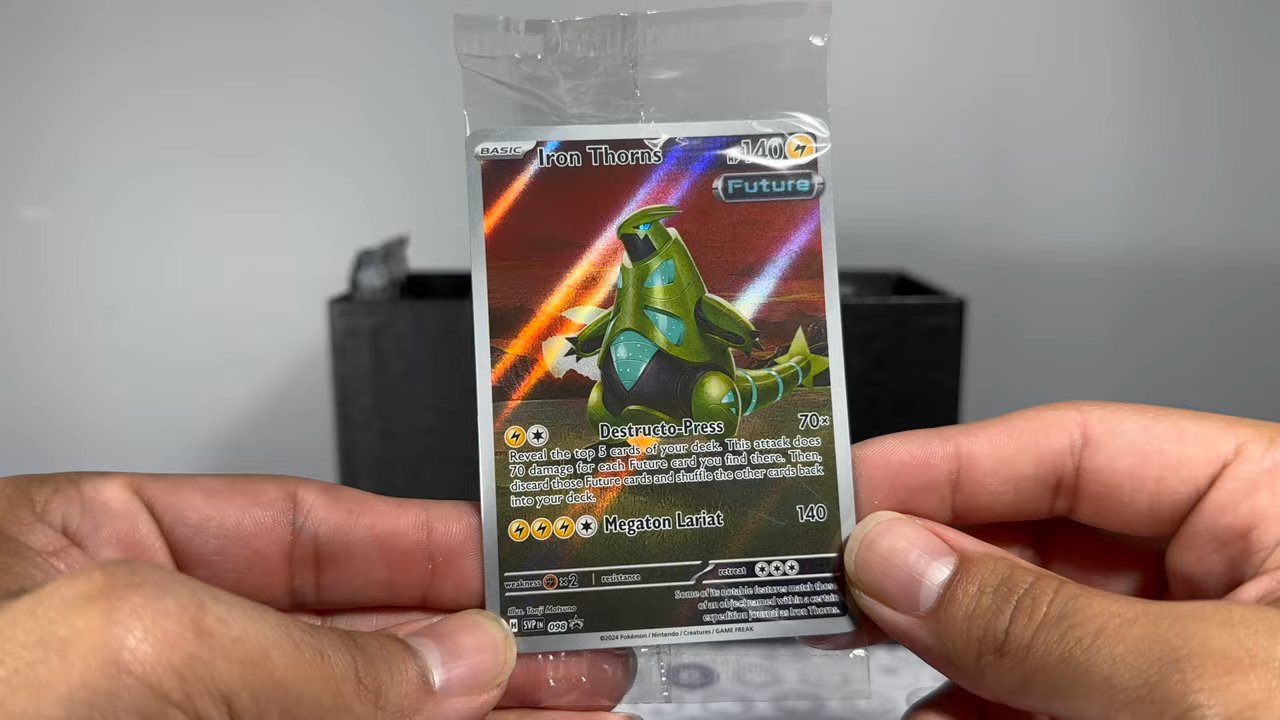 BASIC Iron Thorns HP 140
Future
Destructo-Press 70×
Reveal the top 5 cards of your deck. This attack does
70 damage for each Future card you find there. Then,
discard those Future cards and shuffle the other cards back
into your deck.
Megaton Lariat 140
weakness ×2 resistance retreat
Some of its notable features match those
of an object named within a certain
expedition journal as Iron Thorns.
Illus. Tonji Matsuno
H SVP EN 098
©2024 Pokémon / Nintendo / Creatures / GAME FREAK